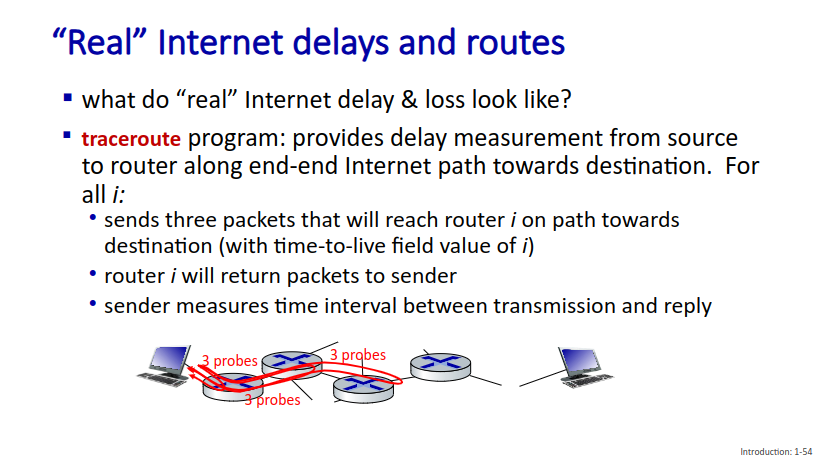 “Real” Internet delays and routes
▪ what do “real” Internet delay & loss look like?
▪ traceroute program: provides delay measurement from source
to router along end-end Internet path towards destination.  For
all i:
• sends three packets that will reach router i on path towards
destination (with time-to-live field value of i)
• router i will return packets to sender
• sender measures time interval between transmission and reply
3 probes
3 probes
3 probes
Introduction: 1-54